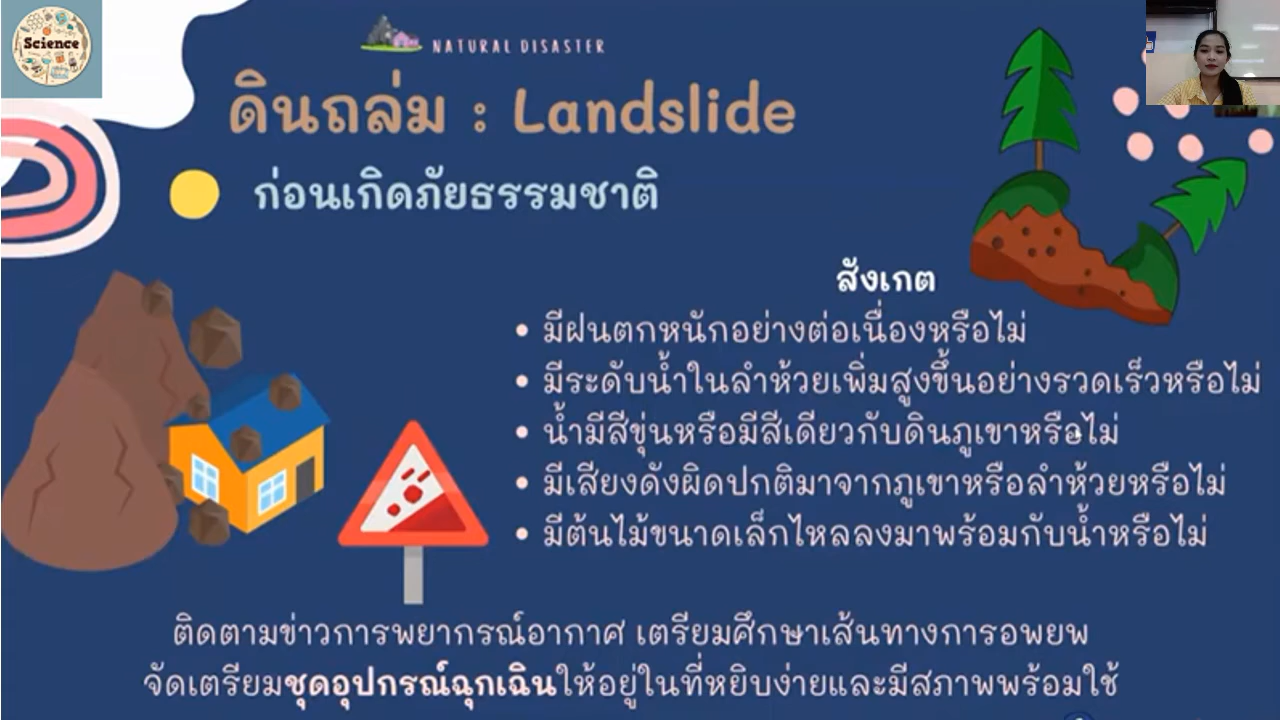 Science
NATURAL DISASTER
ดินถล่ม : Landslide
ก่อนเกิดภัยธรรมชาติ
สังเกต
• มีฝนตกหนักอย่างต่อเนื่องหรือไม่
• มีระดับน้ำในลำห้วยเพิ่มสูงขึ้นอย่างรวดเร็วหรือไม่
• น้ำมีสีขุ่นหรือมีสีเดียวกับดินภูเขาหรือไม่
• มีเสียงดังผิดปกติมาจากภูเขาหรือลำห้วยหรือไม่
• มีต้นไม้ขนาดเล็กไหลลงมาพร้อมกับน้ำหรือไม่
ติดตามข่าวการพยากรณ์อากาศ เตรียมศึกษาเส้นทางการอพยพ
จัดเตรียมชุดอุปกรณ์ฉุกเฉินให้อยู่ในที่หยิบง่ายและมีสภาพพร้อมใช้